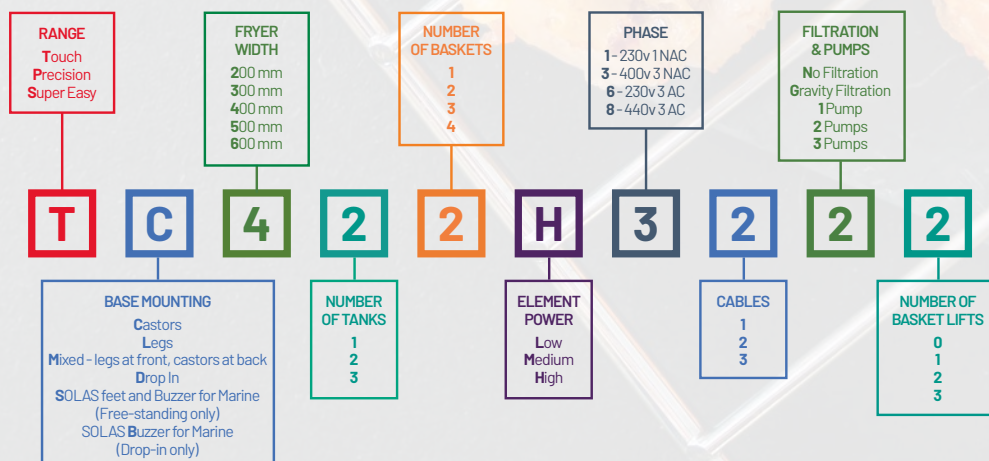 RANGE
Touch
Precision
Super Easy
FRYER
WIDTH
200 mm
300 mm
400 mm
500 mm
600 mm
NUMBER
OF BASKETS
1
2
3
4
PHASE
1 - 230v 1 NAC
3 - 400v 3 NAC
6 - 230v 3 AC
8 - 440v 3 AC
FILTRATION
& PUMPS
No Filtration
Gravity Filtration
1 Pump
2 Pumps
3 Pumps
T C 4 2 2 H 3 2 2 2
BASE MOUNTING
Castors
Legs
Mixed - legs at front, castors at back
Drop In
SOLAS feet and Buzzer for Marine
(Free-standing only)
SOLAS Buzzer for Marine
(Drop-in only)
NUMBER
OF TANKS
1
2
3
ELEMENT
POWER
Low
Medium
High
CABLES
1
2
3
NUMBER OF
BASKET LIFTS
0
1
2
3